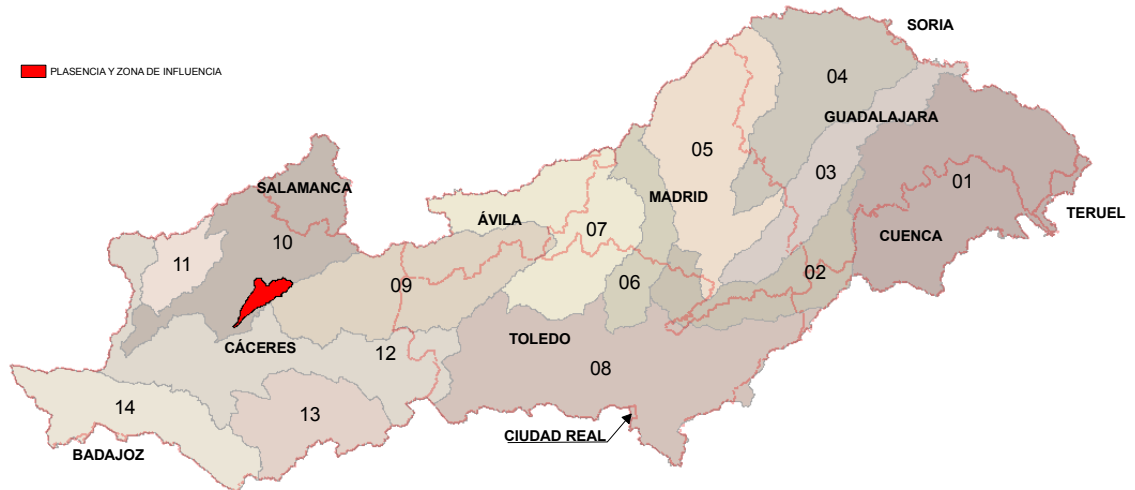 SORIA
PLASENCIA Y ZONA DE INFLUENCIA
04
GUADALAJARA
05
03
01
SALAMANCA
MADRID
TERUEL
ÁVILA
07
CUENCA
10
11
02
06
09
TOLEDO
CÁCERES
12
08
14
13
CIUDAD REAL
BADAJOZ